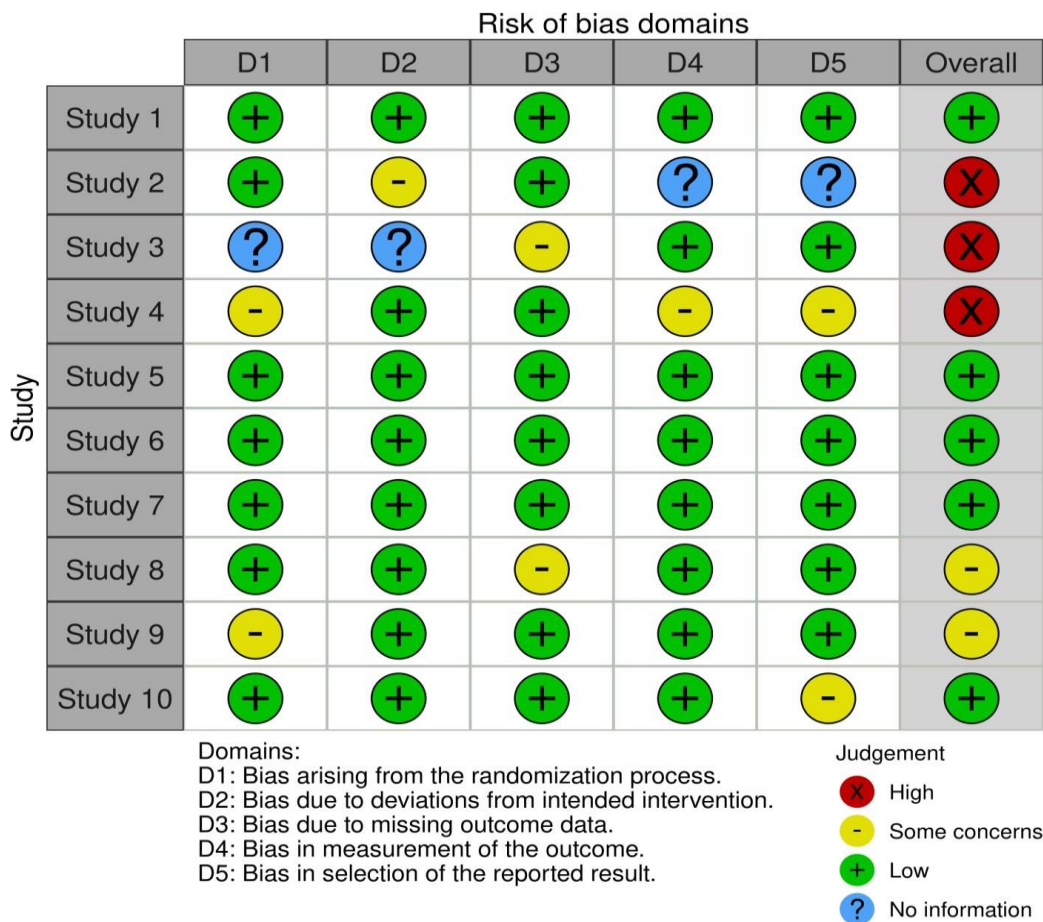 Risk of bias domains
D1 D2 D3 D4 D5 Overall
Study 1 + + + + + +
Study 2 + - + ? ? X
Study 3 ? ? - + + X
Study 4 - + + - - X
Study 5 + + + + + +
Study 6 + + + + + +
Study 7 + + + + + +
Study 8 + + - + + -
Study 9 - + + + + -
Study 10 + + + + - +
Study
Domains:
D1: Bias arising from the randomization process.
D2: Bias due to deviations from intended intervention.
D3: Bias due to missing outcome data.
D4: Bias in measurement of the outcome.
D5: Bias in selection of the reported result.
Judgement
X High
- Some concerns
+ Low
? No information